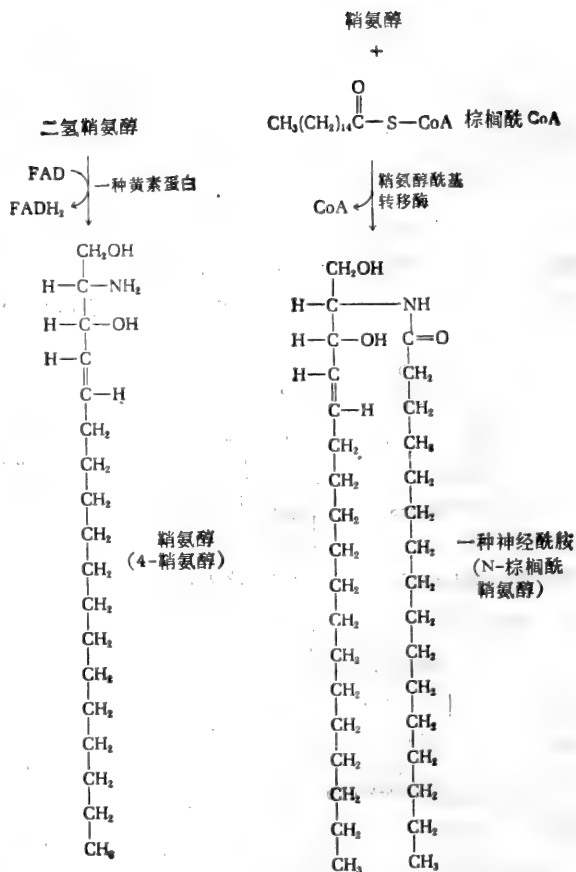 二氢鞘氨醇
FAD
一种黄素蛋白
FADH₂
CH₂OH
H—C—NH₂
H—C—OH
H—C
C—H
CH₂
CH₂
CH₂
CH₂
CH₂
CH₂
CH₂
CH₂
CH₂
CH₂
CH₂
CH₂
CH₃
鞘氨醇
(4-鞘氨醇)
鞘氨醇
+
O
CH₃(CH₂)₁₄C—S—CoA 棕榈酰CoA
鞘氨醇酰基
CoA 转移酶
CH₂OH
H—C—NH
H—C—OH C=O
H—C CH₂
C—H CH₂
CH₂ CH₂
CH₂ CH₂
CH₂ CH₂
CH₂ CH₂
CH₂ CH₂
CH₂ CH₂
CH₂ CH₂
CH₂ CH₂
CH₂ CH₂
CH₂ CH₂
CH₂ CH₂
CH₂ CH₂
CH₃ CH₃
一种神经酰胺
(N-棕榈酰
鞘氨醇)